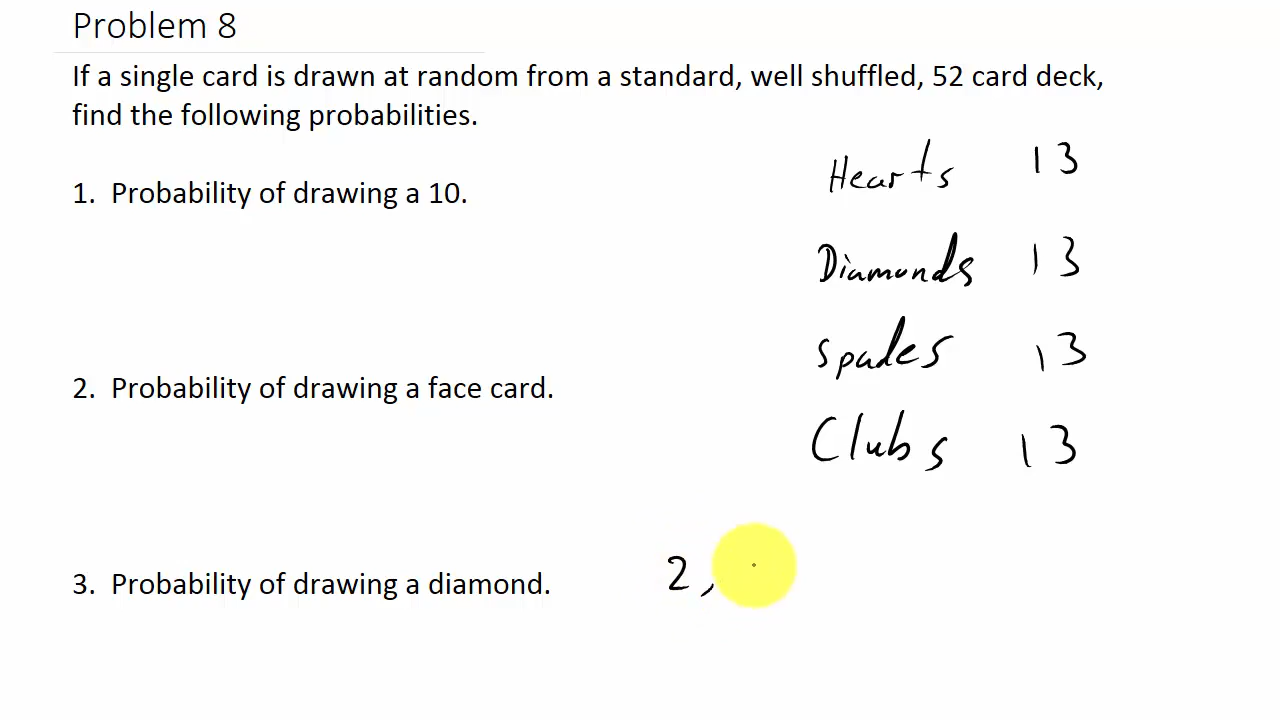 Problem 8
If a single card is drawn at random from a standard, well shuffled, 52 card deck,
find the following probabilities.
Hearts 13
1. Probability of drawing a 10.
Diamonds 13
Spades 13
2. Probability of drawing a face card.
Clubs 13
3. Probability of drawing a diamond.
2,